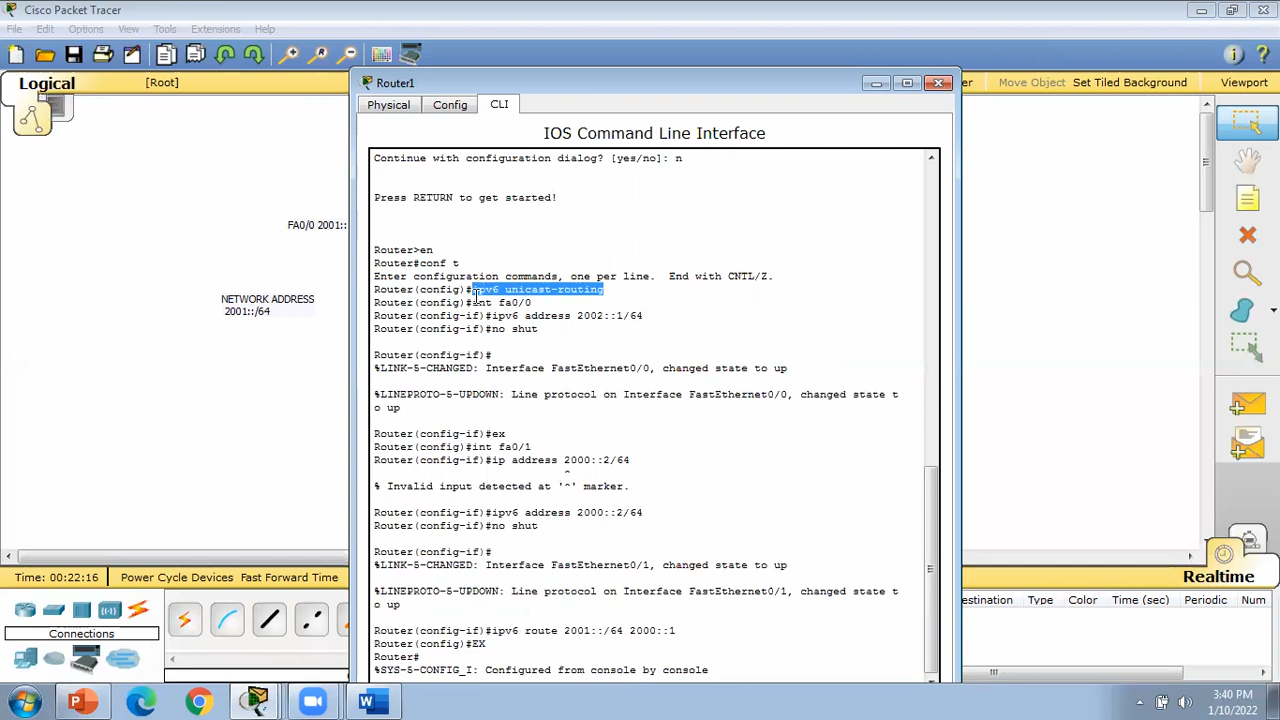 Cisco Packet Tracer
File Edit Options View Tools Extensions Help
Logical
[Root]
Move Object Set Tiled Background Viewport
Router1
Physical Config CLI
IOS Command Line Interface
Continue with configuration dialog? [yes/no]: n
Press RETURN to get started!
Router>en
Router#conf t
Enter configuration commands, one per line. End with CNTL/Z.
Router(config)#ipv6 unicast-routing
Router(config)#int fa0/0
Router(config-if)#ipv6 address 2002::1/64
Router(config-if)#no shut
Router(config-if)#
%LINK-5-CHANGED: Interface FastEthernet0/0, changed state to up
%LINEPROTO-5-UPDOWN: Line protocol on Interface FastEthernet0/0, changed state t
o up
Router(config-if)#ex
Router(config)#int fa0/1
Router(config-if)#ip address 2000::2/64
^
% Invalid input detected at '^' marker.
Router(config-if)#ipv6 address 2000::2/64
Router(config-if)#no shut
Router(config-if)#
%LINK-5-CHANGED: Interface FastEthernet0/1, changed state to up
%LINEPROTO-5-UPDOWN: Line protocol on Interface FastEthernet0/1, changed state t
o up
Router(config-if)#ipv6 route 2001::/64 2000::1
Router(config)#EX
Router#
%SYS-5-CONFIG_I: Configured from console by console
FA0/0 2001::
NETWORK ADDRESS
2001::/64
Time: 00:22:16 Power Cycle Devices Fast Forward Time
Realtime
Connections
Type Color Time (sec) Periodic Num
3:40 PM
1/10/2022